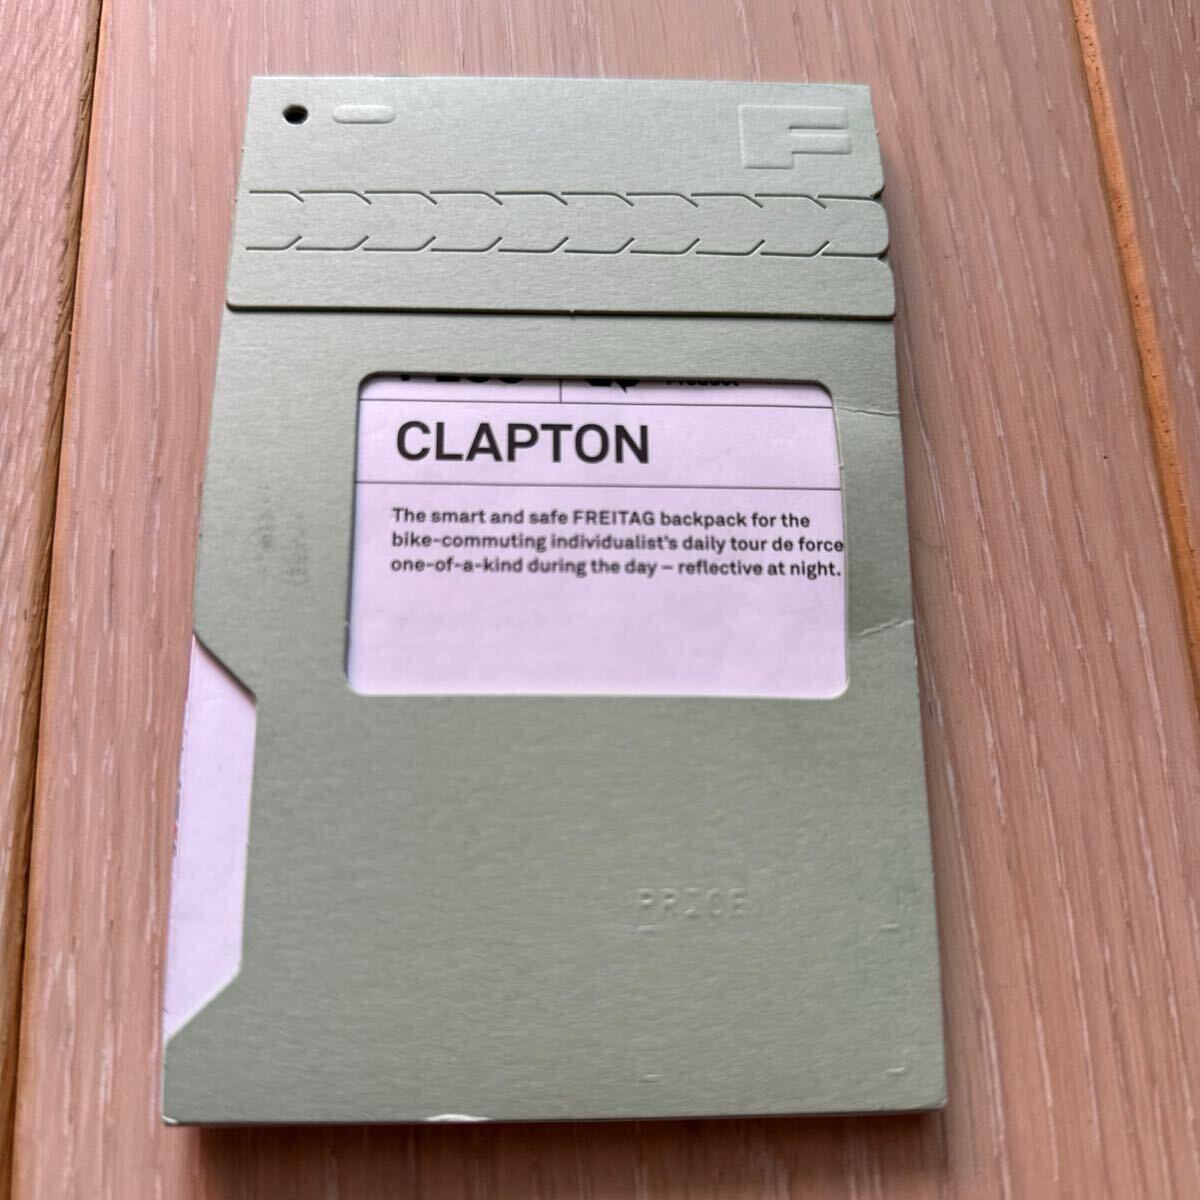 F
Product
CLAPTON
The smart and safe FREITAG backpack for the
bike-commuting individualist's daily tour de force
one-of-a-kind during the day – reflective at night.
PRICE